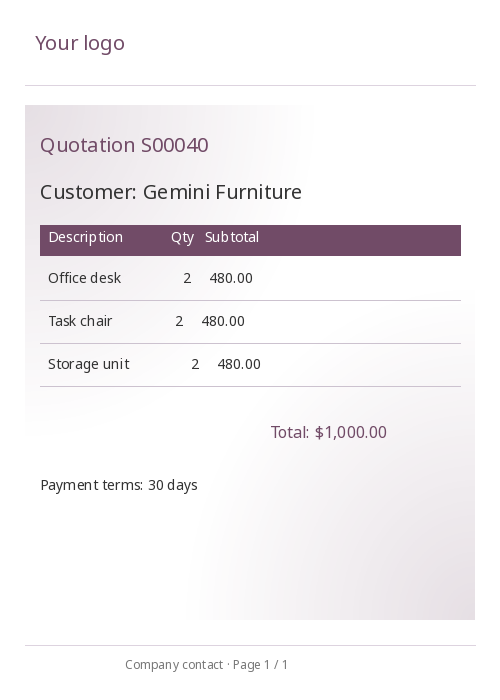 Your logo
Quotation S00040
Customer: Gemini Furniture
Description Qty Subtotal
Office desk 2 480.00
Task chair 2 480.00
Storage unit 2 480.00
Total: $1,000.00
Payment terms: 30 days
Company contact · Page 1 / 1